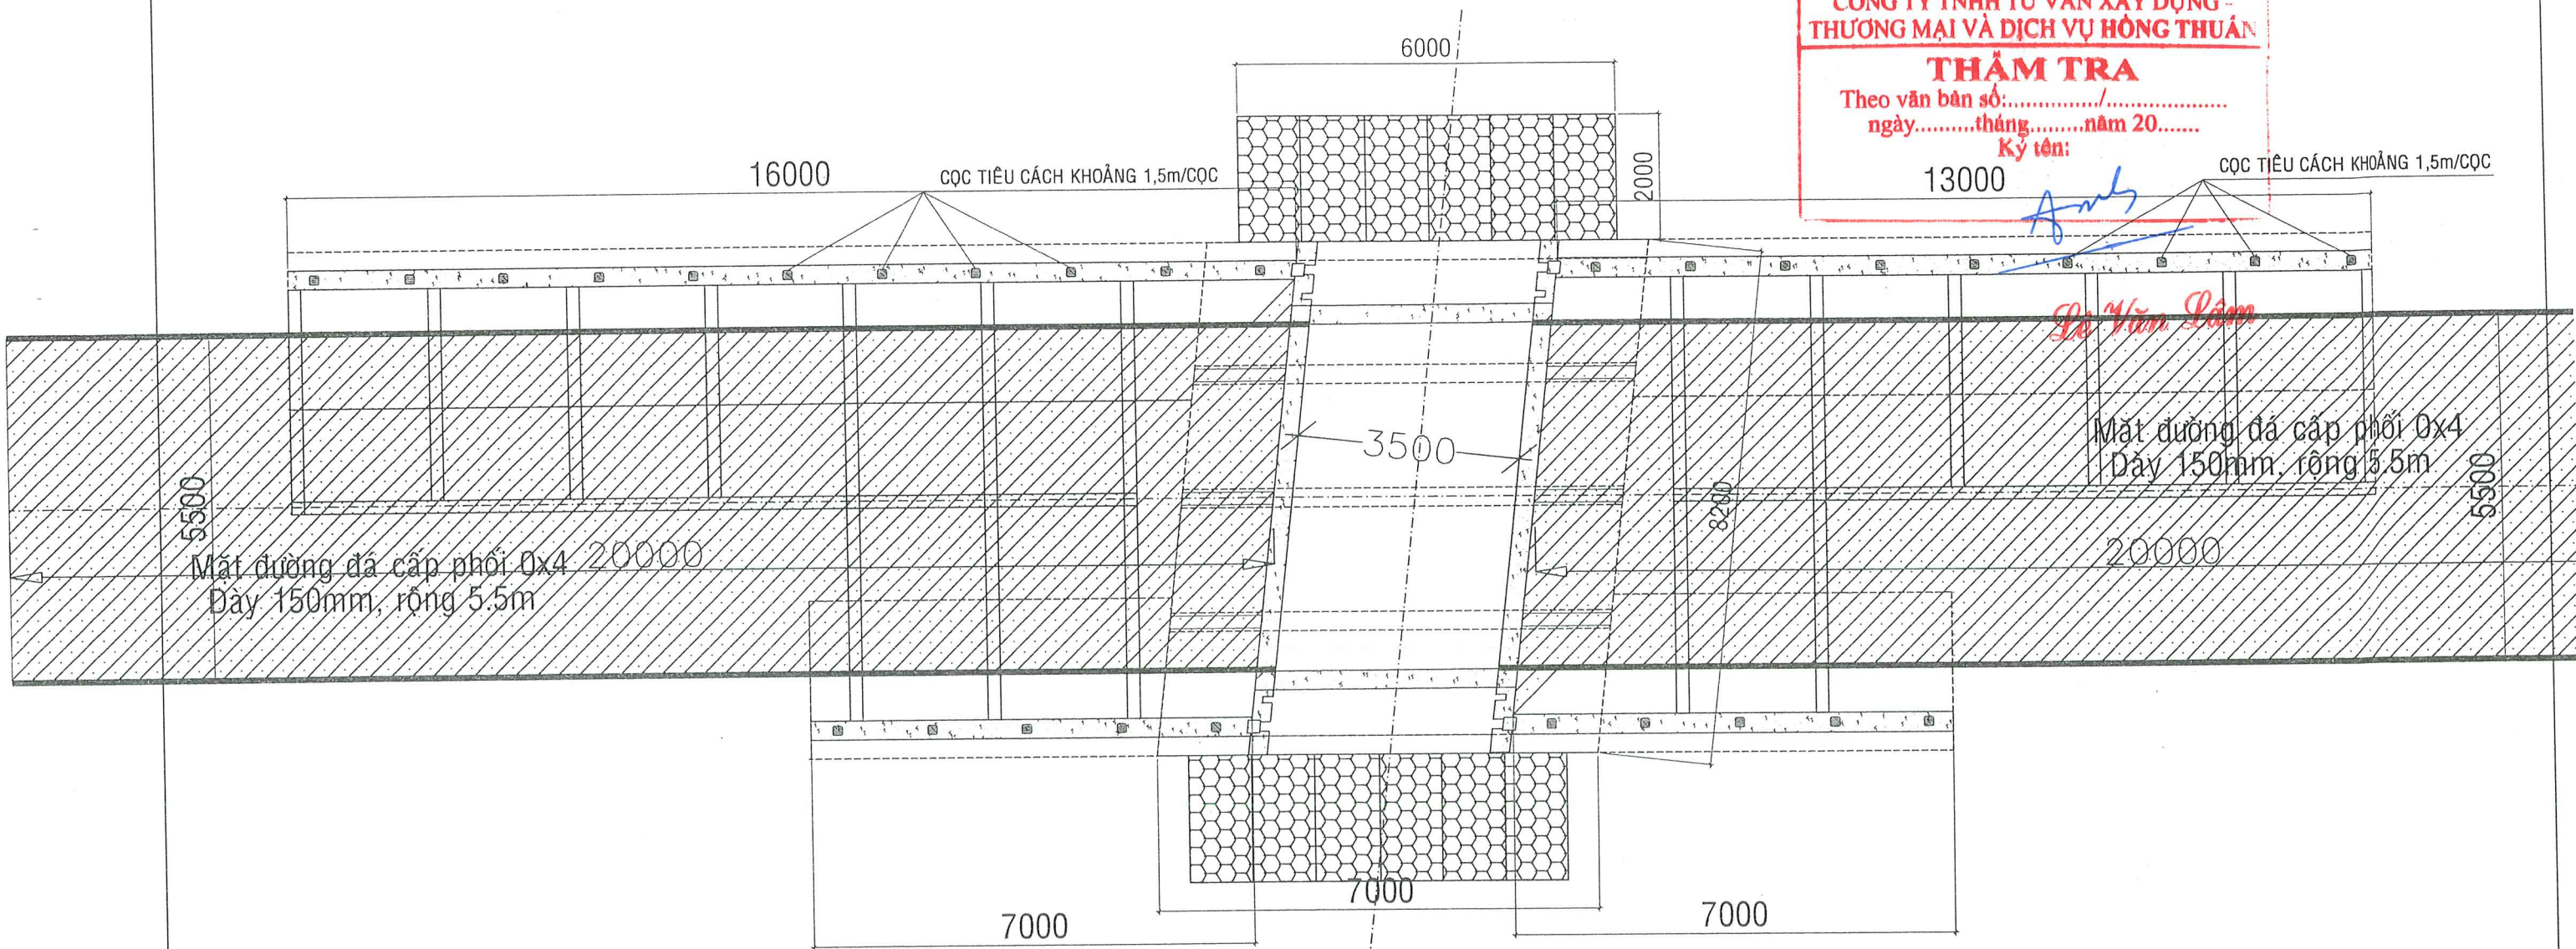 CÔNG TY TNHH TƯ VẤN XÂY DỰNG -
THƯƠNG MẠI VÀ DỊCH VỤ HỒNG THUẬN
THẨM TRA
Theo văn bản số:.............../....................
ngày..........tháng.........năm 20.......
Ký tên:
Lê Văn Lâm
6000
2000
16000
CỌC TIÊU CÁCH KHOẢNG 1,5m/CỌC
13000
CỌC TIÊU CÁCH KHOẢNG 1,5m/CỌC
3500
Mặt đường đá cấp phối 0x4
Dày 150mm, rộng 5.5m
5500
8200
5500
Mặt đường đá cấp phối 0x4
Dày 150mm, rộng 5.5m
20000
20000
7000
7000
7000